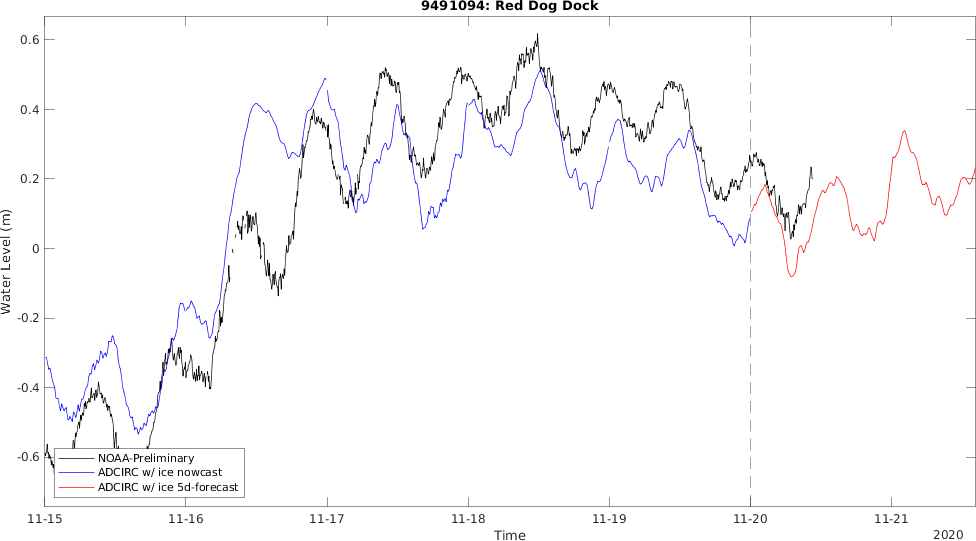 9491094: Red Dog Dock
0.6
0.4
0.2
0
-0.2
-0.4
-0.6
Water Level (m)
NOAA-Preliminary
ADCIRC w/ ice nowcast
ADCIRC w/ ice 5d-forecast
11-15
11-16
11-17
11-18
11-19
11-20
11-21
Time
2020